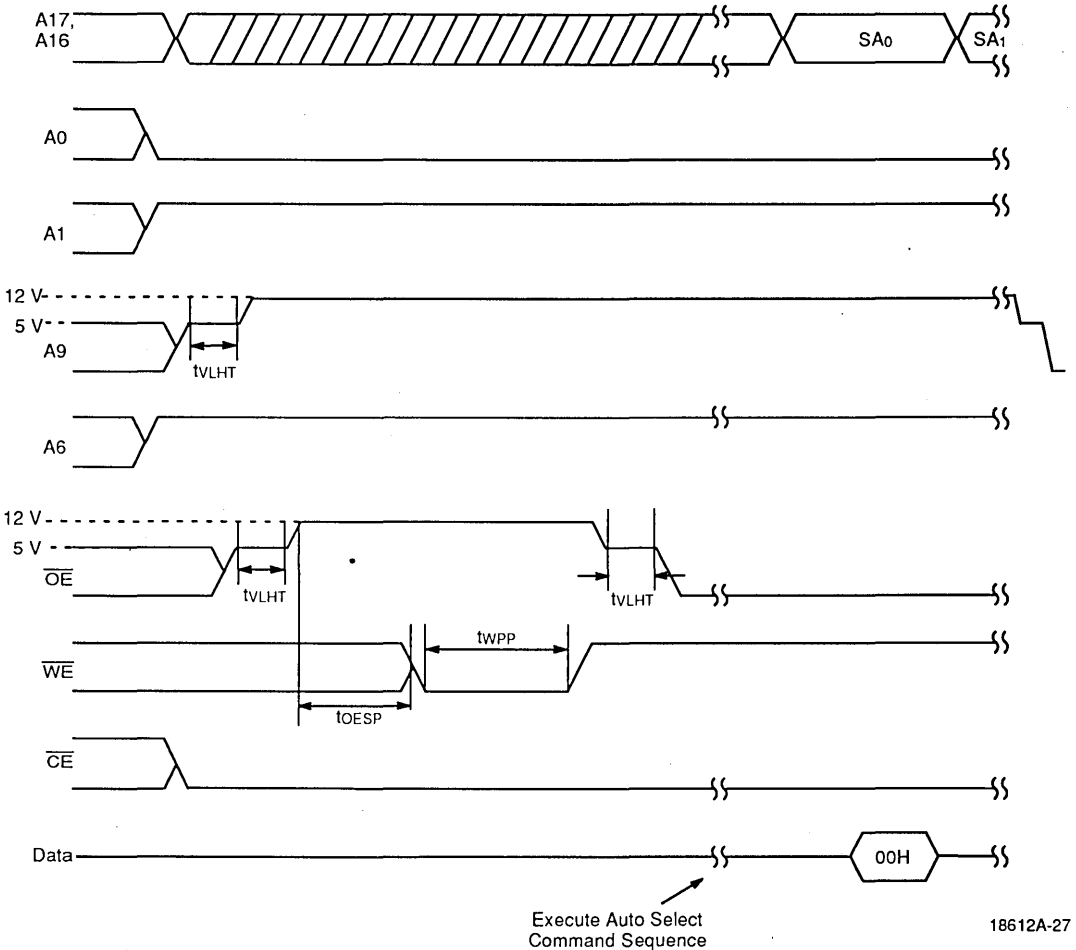 A17,
A16
SA0
SA1
A0
A1
12 V
5 V
A9
tVLHT
A6
12 V
5 V
OE
tVLHT
tVLHT
WE
tWPP
tOESP
CE
Data
00H
Execute Auto Select
Command Sequence
18612A-27